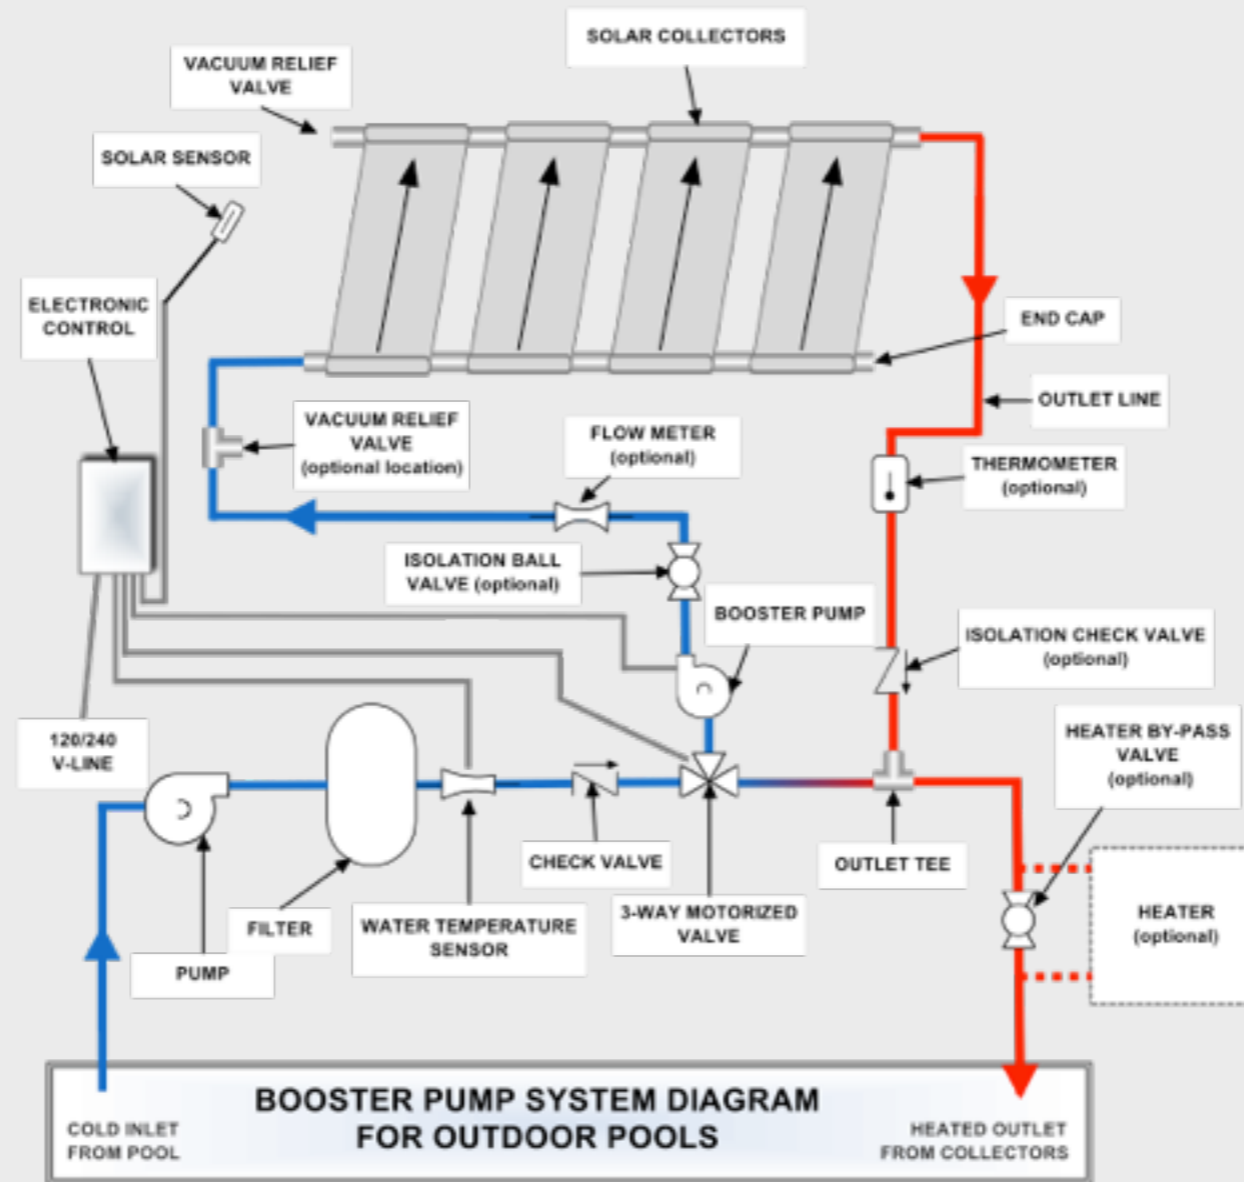 SOLAR COLLECTORS
VACUUM RELIEF
VALVE
SOLAR SENSOR
ELECTRONIC
CONTROL
END CAP
OUTLET LINE
VACUUM RELIEF
VALVE
(optional location)
FLOW METER
(optional)
THERMOMETER
(optional)
ISOLATION BALL
VALVE (optional)
BOOSTER PUMP
ISOLATION CHECK VALVE
(optional)
120/240
V-LINE
HEATER BY-PASS
VALVE
(optional)
CHECK VALVE
OUTLET TEE
FILTER
WATER TEMPERATURE
SENSOR
3-WAY MOTORIZED
VALVE
HEATER
(optional)
PUMP
BOOSTER PUMP SYSTEM DIAGRAM
FOR OUTDOOR POOLS
COLD INLET
FROM POOL
HEATED OUTLET
FROM COLLECTORS